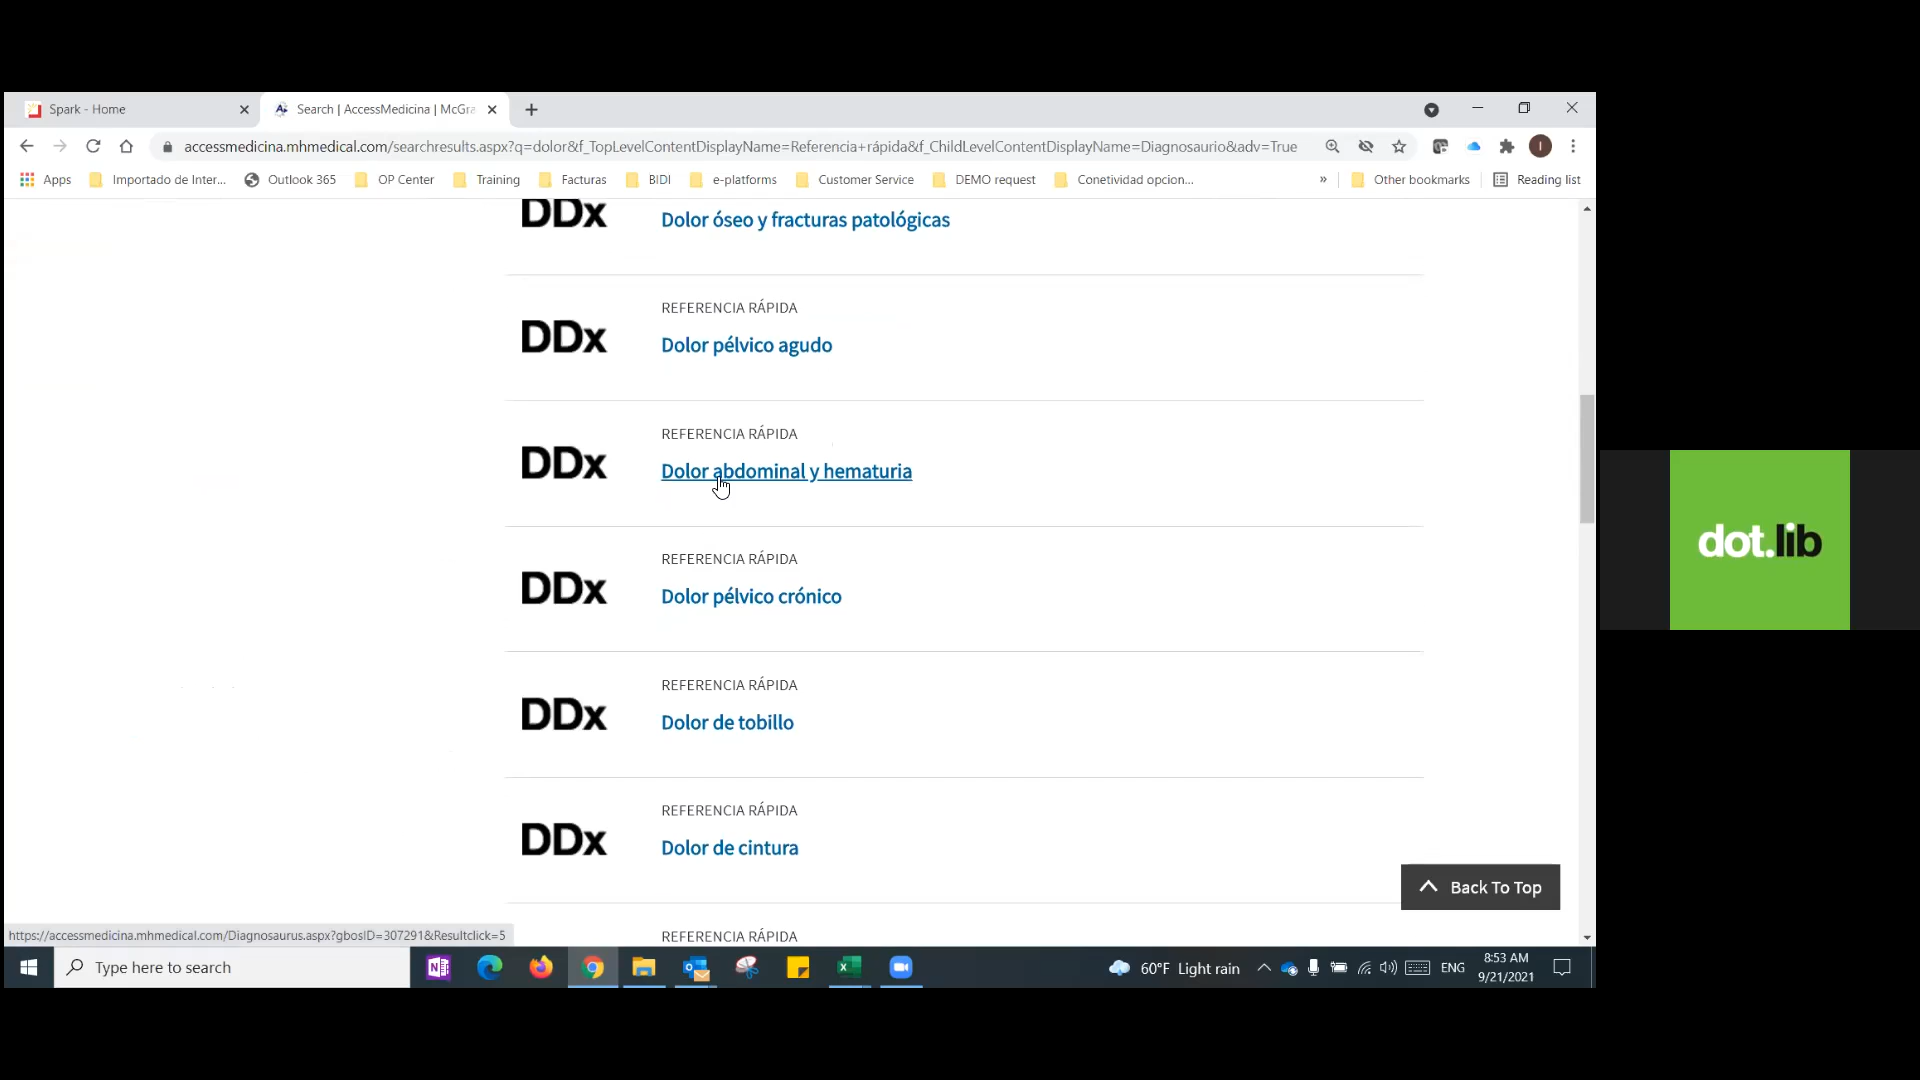 Spark - Home
Search | AccessMedicina | McGra
accessmedicina.mhmedical.com/searchresults.aspx?q=dolor&f_TopLevelContentDisplayName=Referencia+rápida&f_ChildLevelContentDisplayName=Diagnosaurio&adv=True
I
Apps
Importado de Inter...
Outlook 365
OP Center
Training
Facturas
BIDI
e-platforms
Customer Service
DEMO request
Conetividad opcion...
»
Other bookmarks
Reading list
DDx
Dolor óseo y fracturas patológicas
REFERENCIA RÁPIDA
DDx
Dolor pélvico agudo
REFERENCIA RÁPIDA
DDx
Dolor abdominal y hematuria
REFERENCIA RÁPIDA
DDx
Dolor pélvico crónico
REFERENCIA RÁPIDA
DDx
Dolor de tobillo
REFERENCIA RÁPIDA
DDx
Dolor de cintura
Back To Top
REFERENCIA RÁPIDA
https://accessmedicina.mhmedical.com/Diagnosaurus.aspx?gbosID=307291&Resultclick=5
Type here to search
60°F Light rain
ENG
8:53 AM
9/21/2021
dot.lib